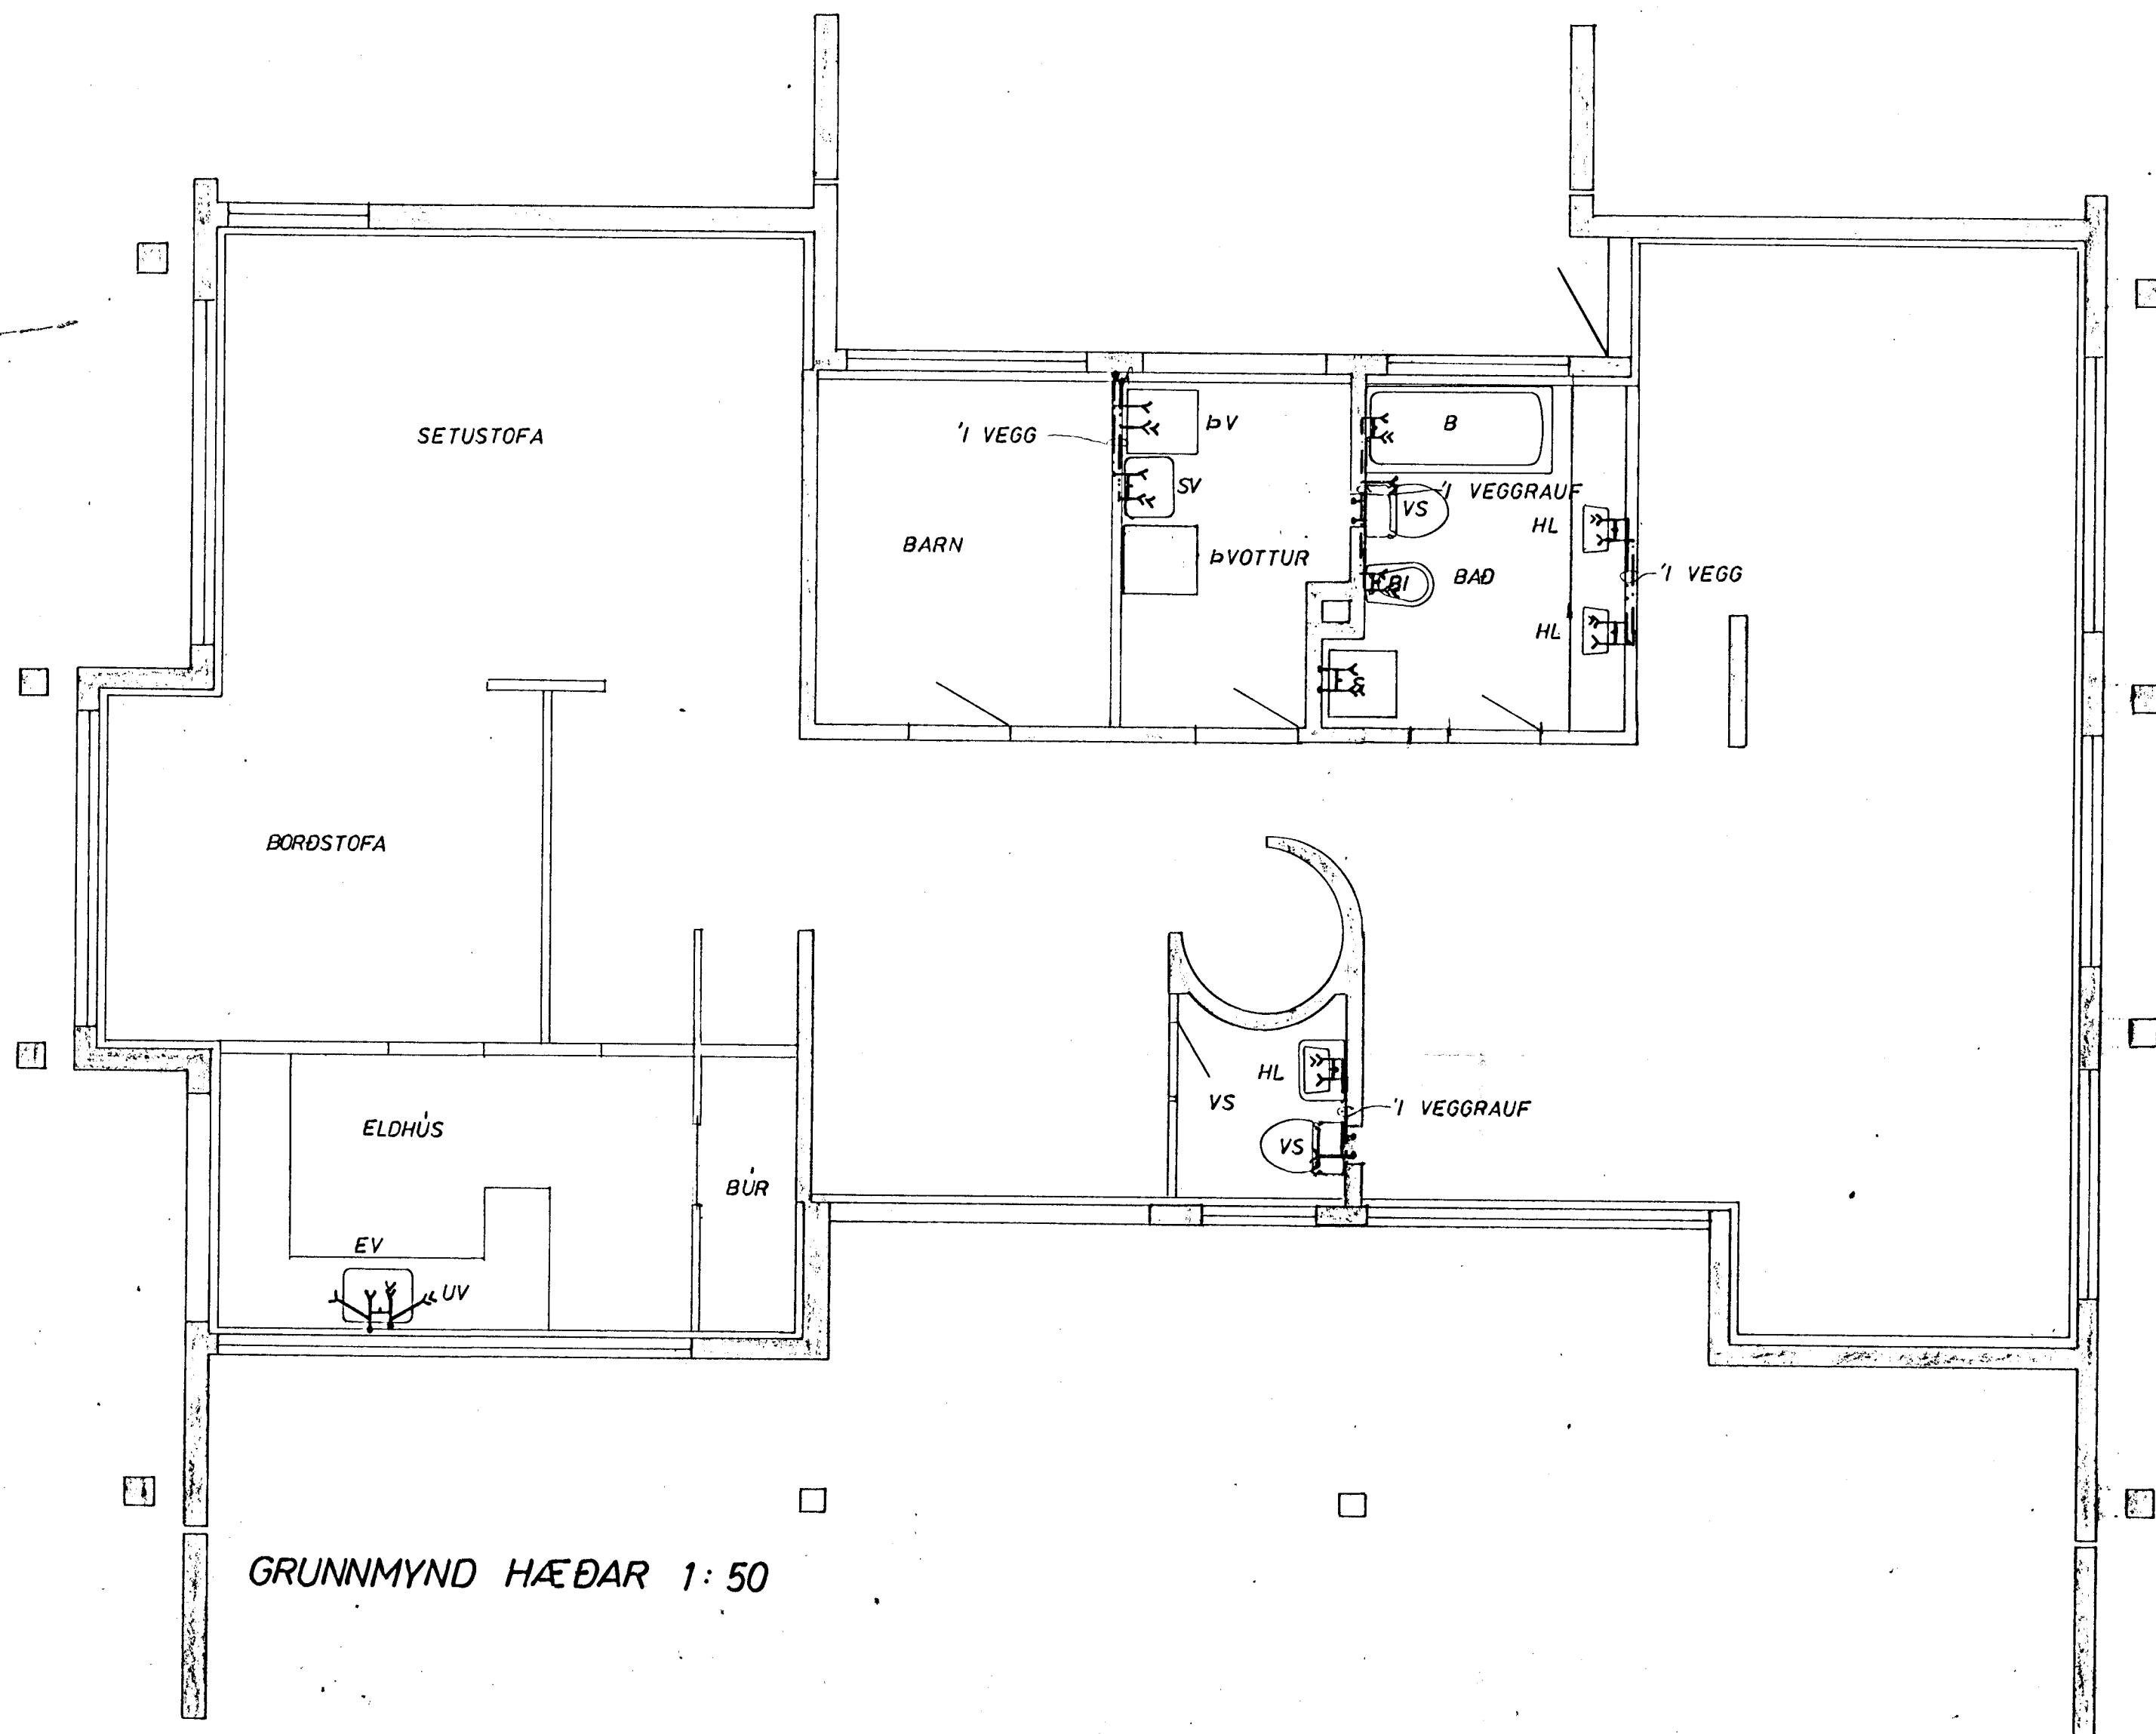 SETUSTOFA
'I VEGG
ÞV
SV
B
'I VEGGRAUF
VS
HL
BARN
ÞVOTTUR
BI
BAÐ
'I VEGG
HL
S
BORÐSTOFA
HL
VS
'I VEGGRAUF
VS
ELDHÚS
BÚR
EV
UV
GRUNNMYND HÆÐAR 1:50